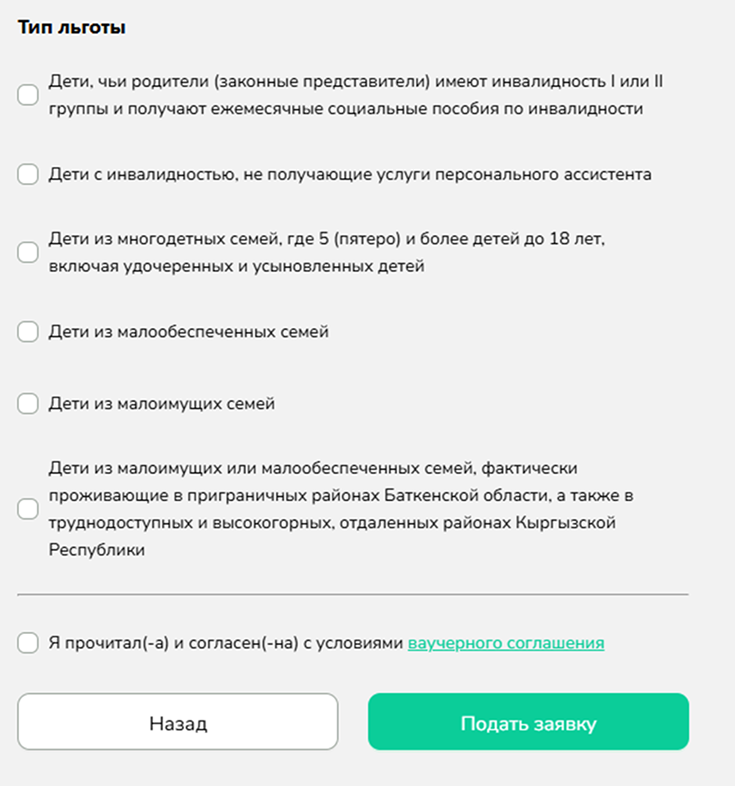 Тип льготы
Дети, чьи родители (законные представители) имеют инвалидность I или II
группы и получают ежемесячные социальные пособия по инвалидности
Дети с инвалидностью, не получающие услуги персонального ассистента
Дети из многодетных семей, где 5 (пятеро) и более детей до 18 лет,
включая удочеренных и усыновленных детей
Дети из малообеспеченных семей
Дети из малоимущих семей
Дети из малоимущих или малообеспеченных семей, фактически
проживающие в приграничных районах Баткенской области, а также в
труднодоступных и высокогорных, отдаленных районах Кыргызской
Республики
Я прочитал(-а) и согласен(-на) с условиями ваучерного соглашения
Назад
Подать заявку